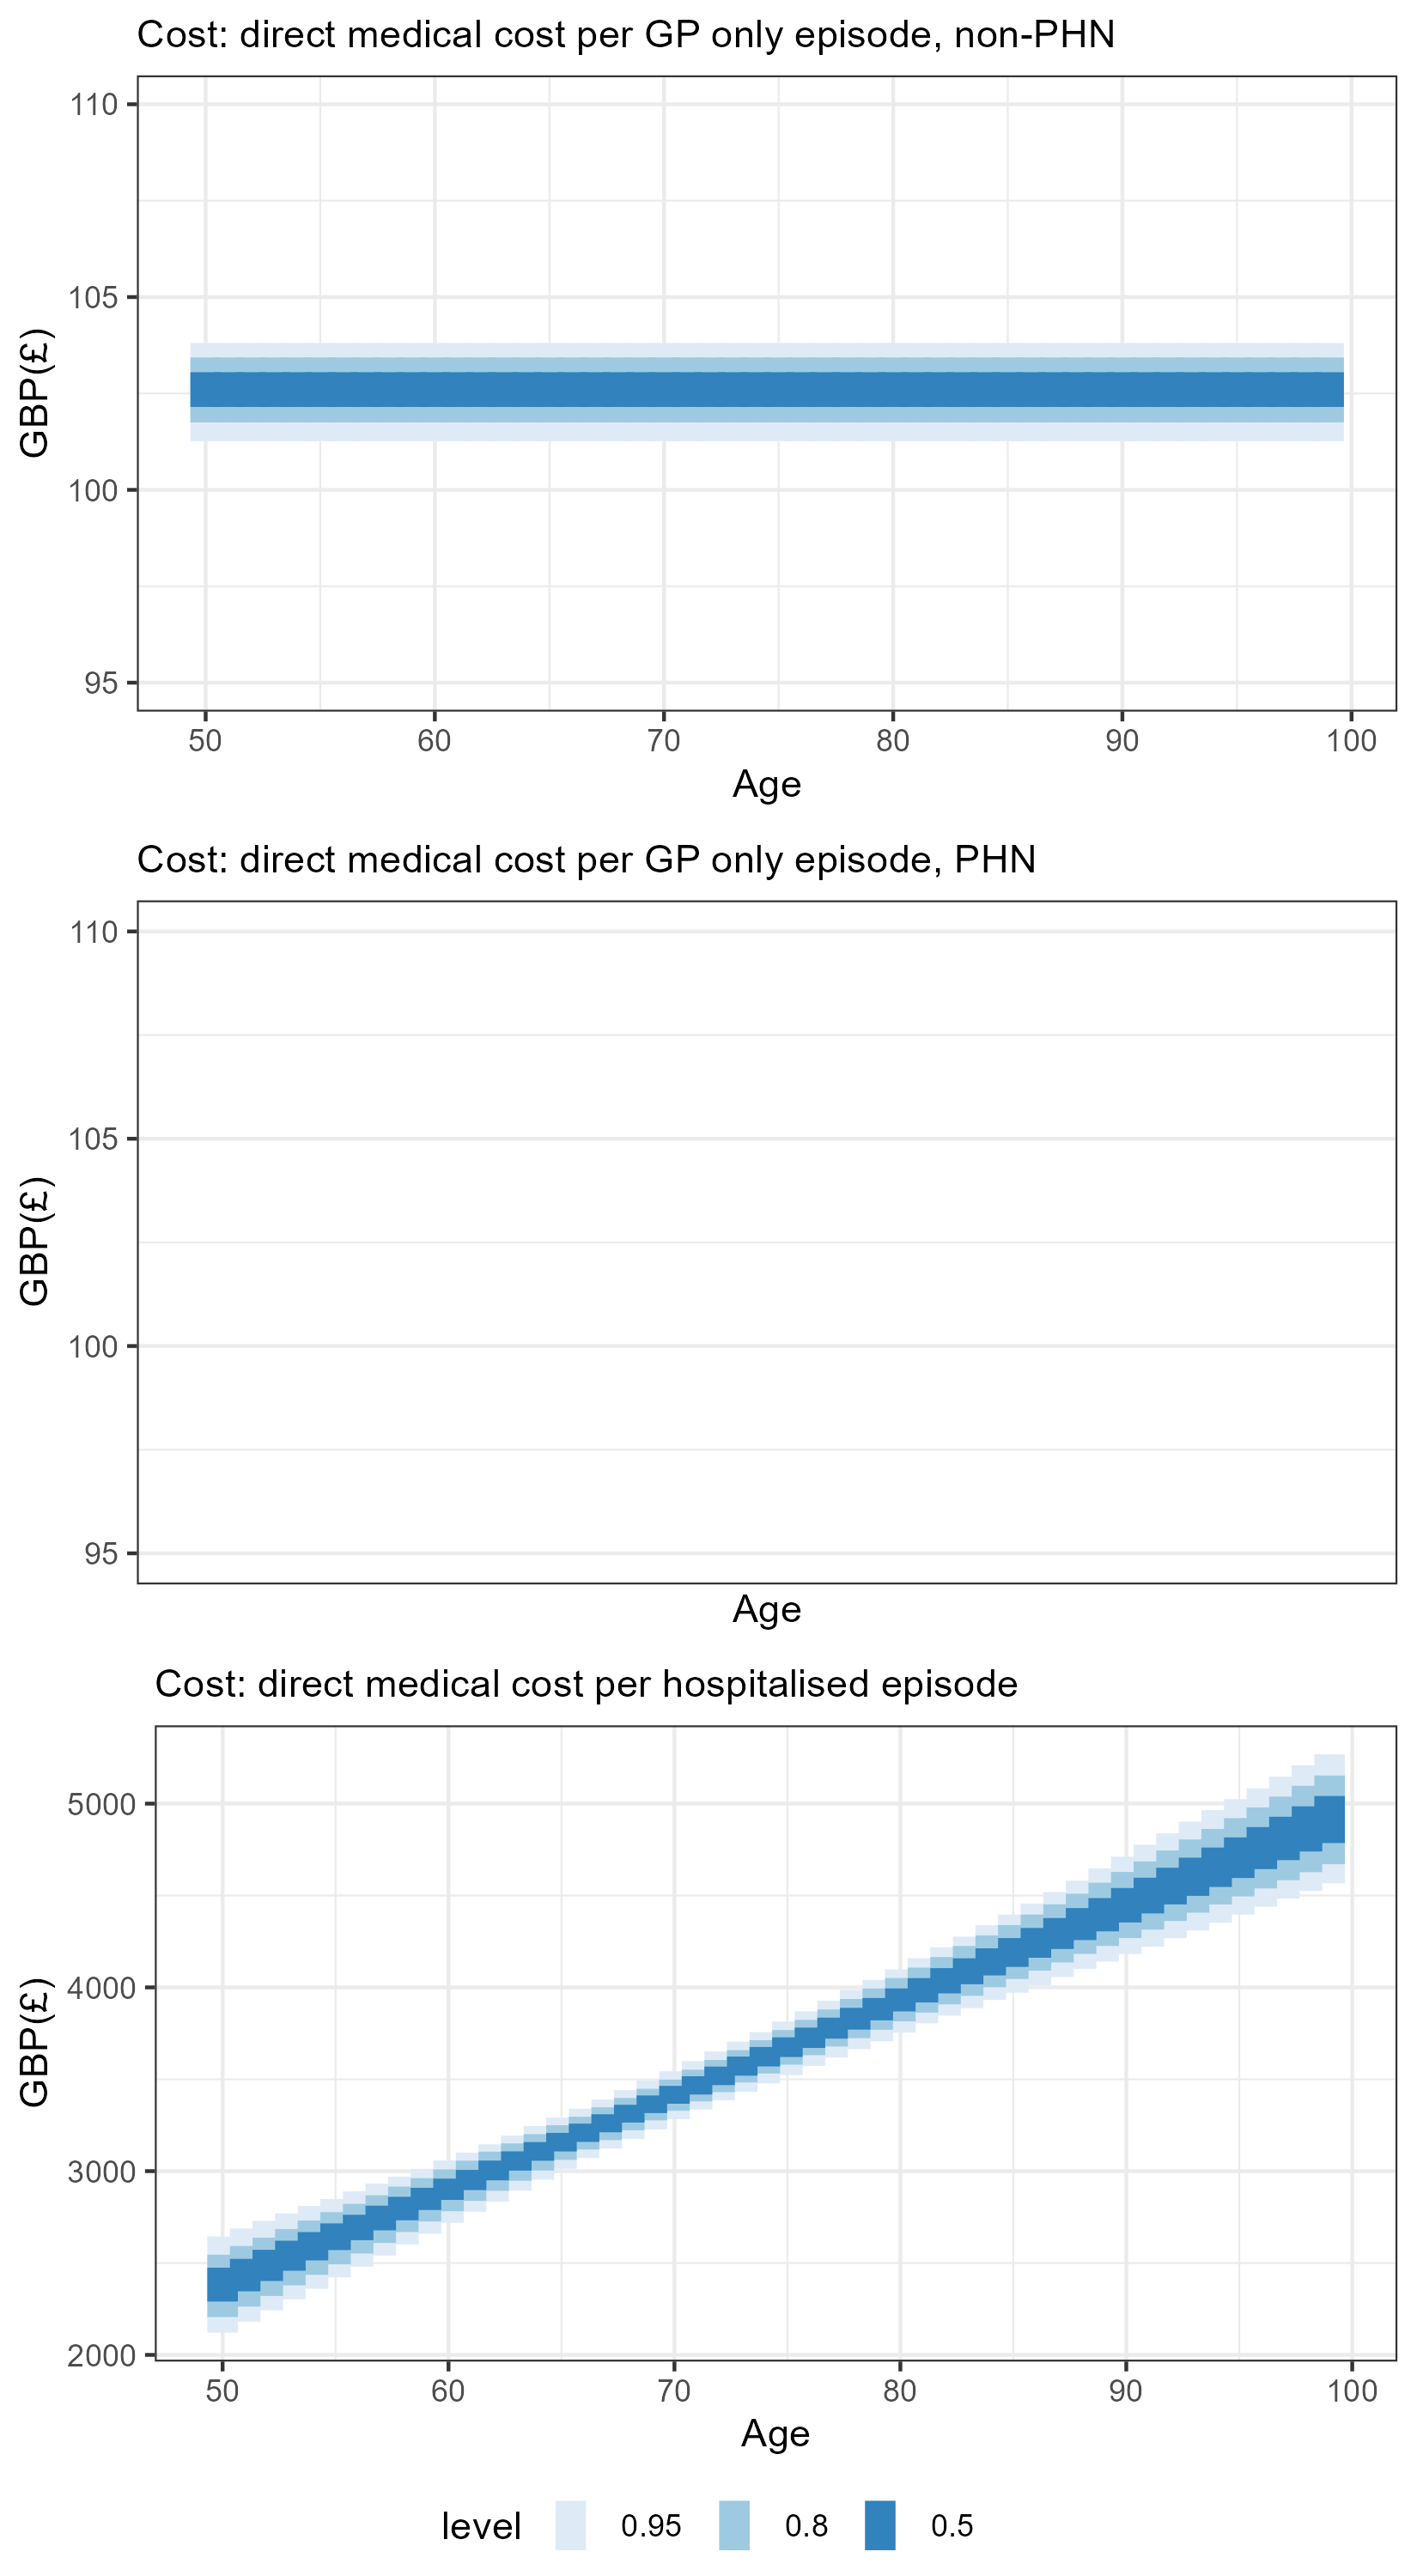 Cost: direct medical cost per GP only episode, non-PHN
110
105
100
95
GBP(£)
50 60 70 80 90 100
Age
Cost: direct medical cost per GP only episode, PHN
110
105
100
95
GBP(£)
Age
Cost: direct medical cost per hospitalised episode
5000
4000
3000
2000
GBP(£)
50 60 70 80 90 100
Age
level 0.95 0.8 0.5